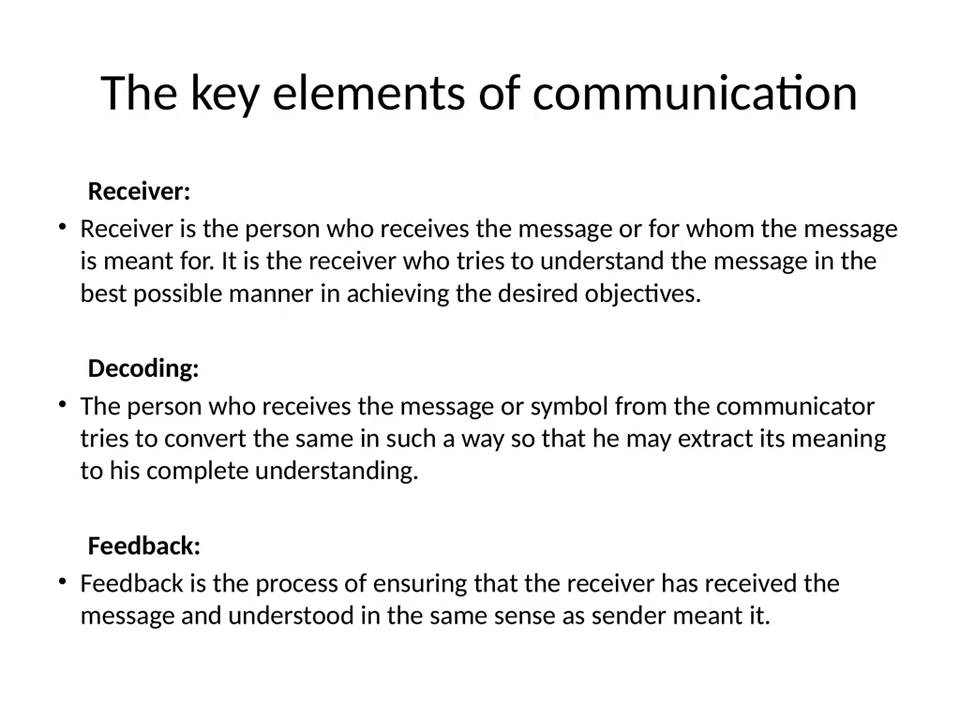 The key elements of communication
Receiver:
• Receiver is the person who receives the message or for whom the message
is meant for. It is the receiver who tries to understand the message in the
best possible manner in achieving the desired objectives.
Decoding:
• The person who receives the message or symbol from the communicator
tries to convert the same in such a way so that he may extract its meaning
to his complete understanding.
Feedback:
• Feedback is the process of ensuring that the receiver has received the
message and understood in the same sense as sender meant it.